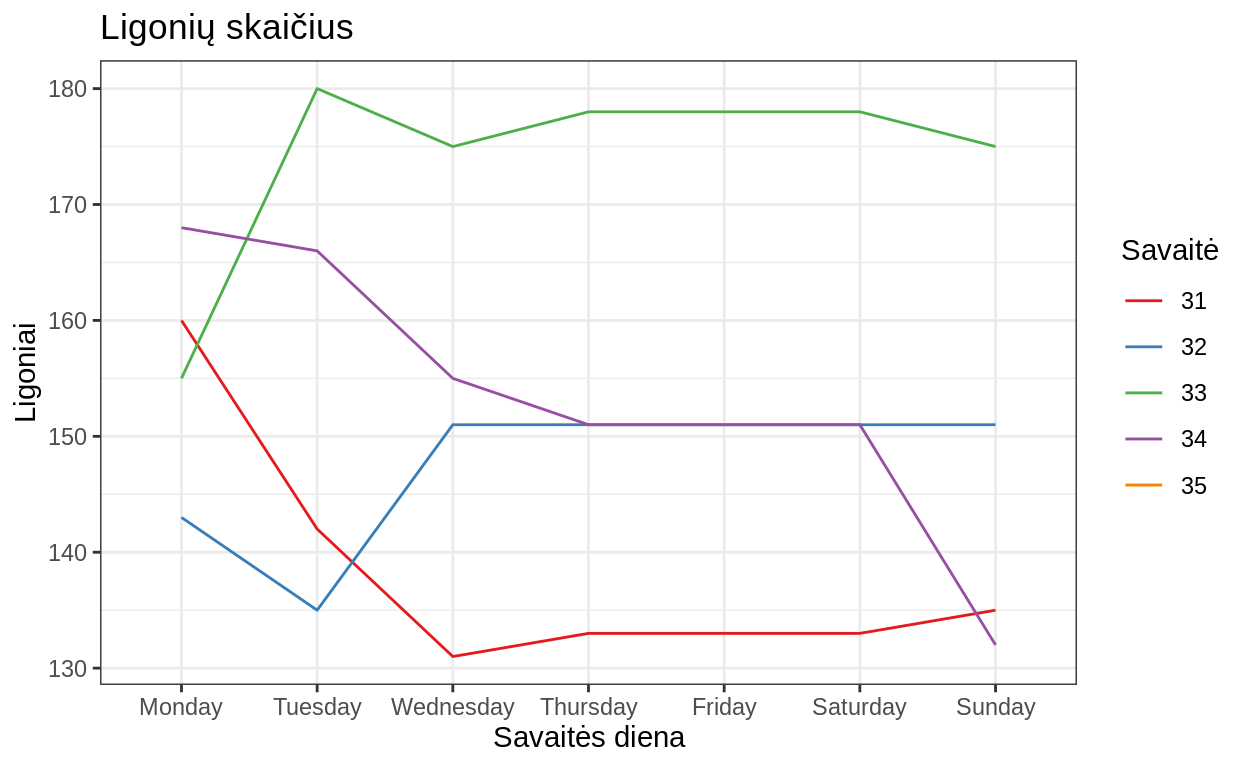 Ligonių skaičius
180
170
160
150
140
130
Ligoniai
Monday Tuesday Wednesday Thursday Friday Saturday Sunday
Savaitės diena
Savaitė
31
32
33
34
35